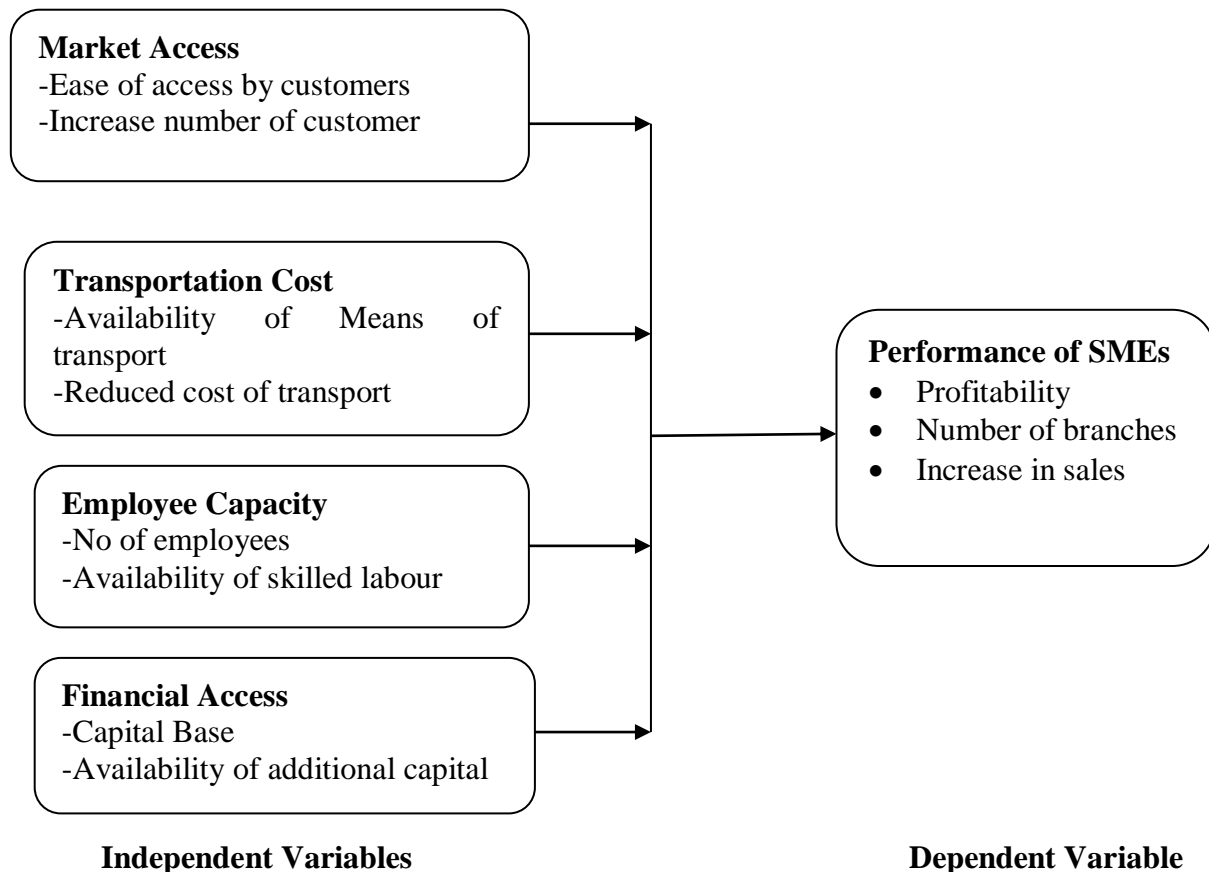 Market Access
-Ease of access by customers
-Increase number of customer
Transportation Cost
-Availability of Means of
transport
-Reduced cost of transport
Employee Capacity
-No of employees
-Availability of skilled labour
Financial Access
-Capital Base
-Availability of additional capital
Independent Variables
Performance of SMEs
• Profitability
• Number of branches
• Increase in sales
Dependent Variable